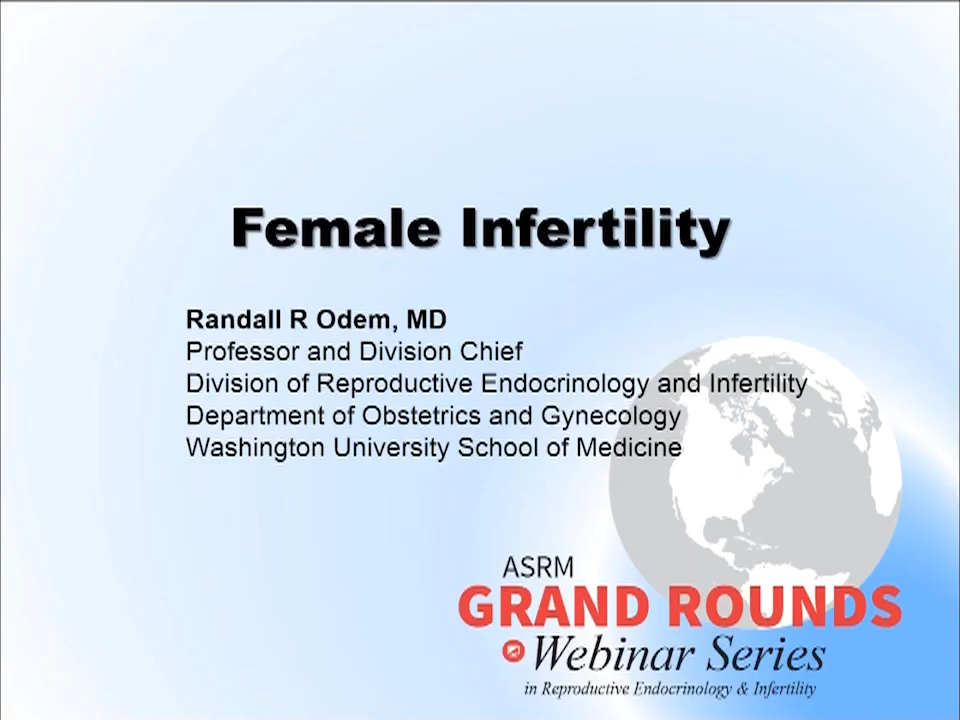 Female Infertility
Randall R Odem, MD
Professor and Division Chief
Division of Reproductive Endocrinology and Infertility
Department of Obstetrics and Gynecology
Washington University School of Medicine
ASRM
GRAND ROUNDS
Webinar Series
in Reproductive Endocrinology & Infertility